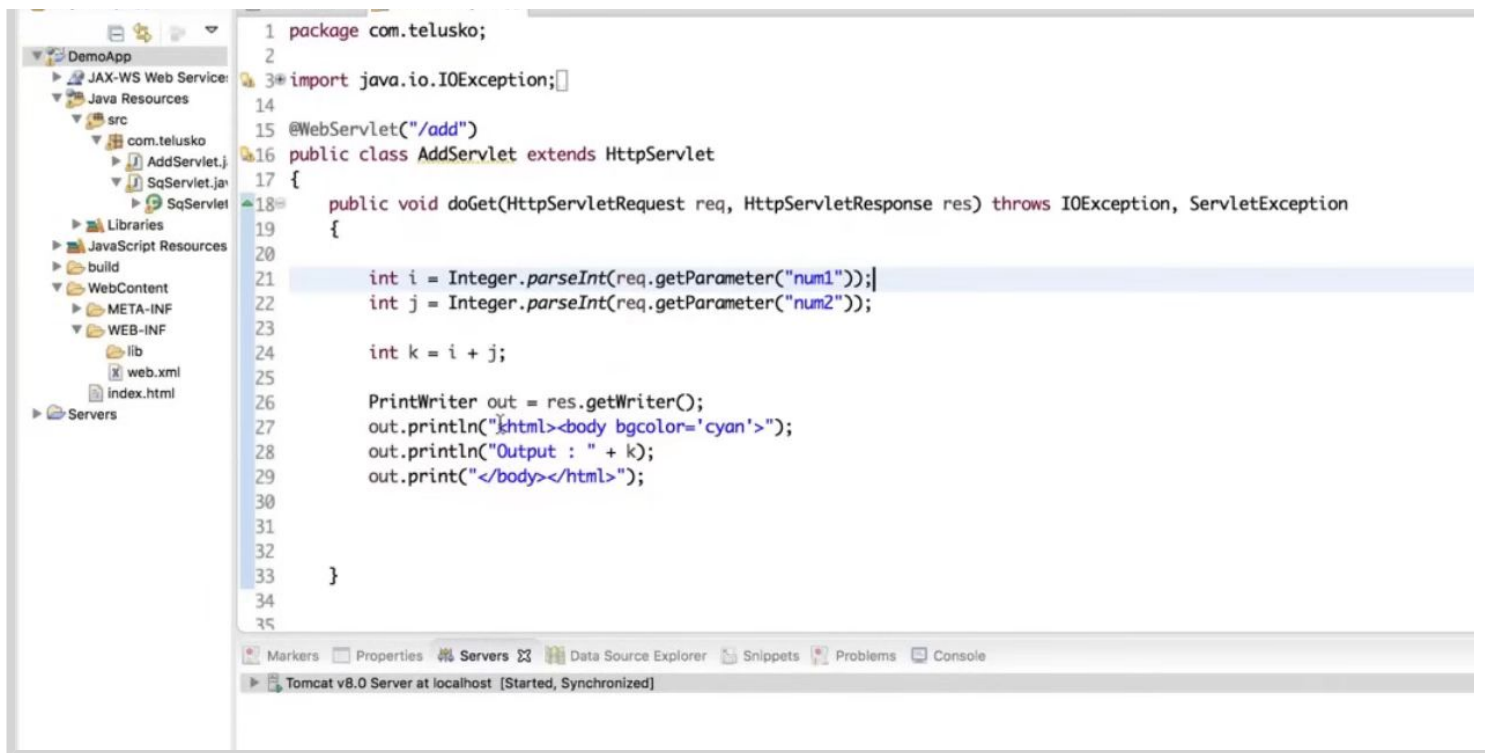 DemoApp
JAX-WS Web Service
Java Resources
src
com.telusko
AddServlet.j
SqServlet.jav
SqServlet
Libraries
JavaScript Resources
build
WebContent
META-INF
WEB-INF
lib
web.xml
index.html
Servers
1 package com.telusko;
2
3 import java.io.IOException;
14
15 @WebServlet("/add")
16 public class AddServlet extends HttpServlet
17 {
18 public void doGet(HttpServletRequest req, HttpServletResponse res) throws IOException, ServletException
19 {
20
21 int i = Integer.parseInt(req.getParameter("num1"));
22 int j = Integer.parseInt(req.getParameter("num2"));
23
24 int k = i + j;
25
26 PrintWriter out = res.getWriter();
27 out.println("<html><body bgcolor='cyan'>");
28 out.println("Output : " + k);
29 out.print("</body></html>");
30
31
32
33 }
34
35
Markers Properties Servers Data Source Explorer Snippets Problems Console
Tomcat v8.0 Server at localhost [Started, Synchronized]